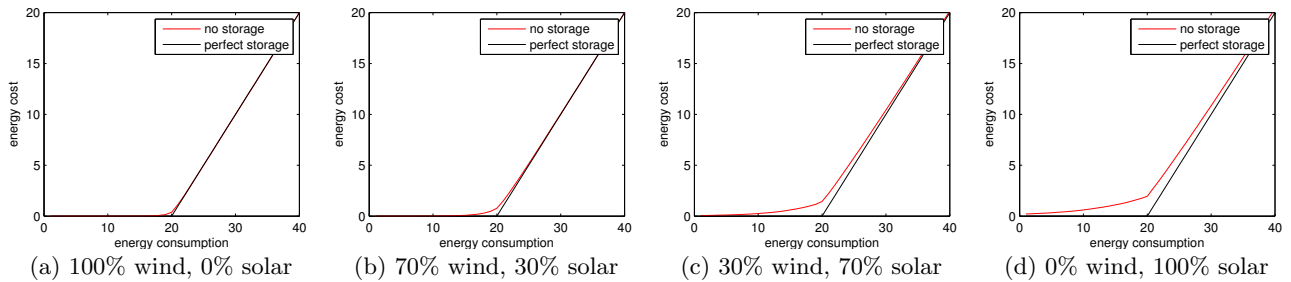 20
15
10
5
0
0 10 20 30 40
energy cost
energy consumption
no storage
perfect storage
(a) 100% wind, 0% solar
20
15
10
5
0
0 10 20 30 40
energy cost
energy consumption
no storage
perfect storage
(b) 70% wind, 30% solar
20
15
10
5
0
0 10 20 30 40
energy cost
energy consumption
no storage
perfect storage
(c) 30% wind, 70% solar
20
15
10
5
0
0 10 20 30 40
energy cost
energy consumption
no storage
perfect storage
(d) 0% wind, 100% solar